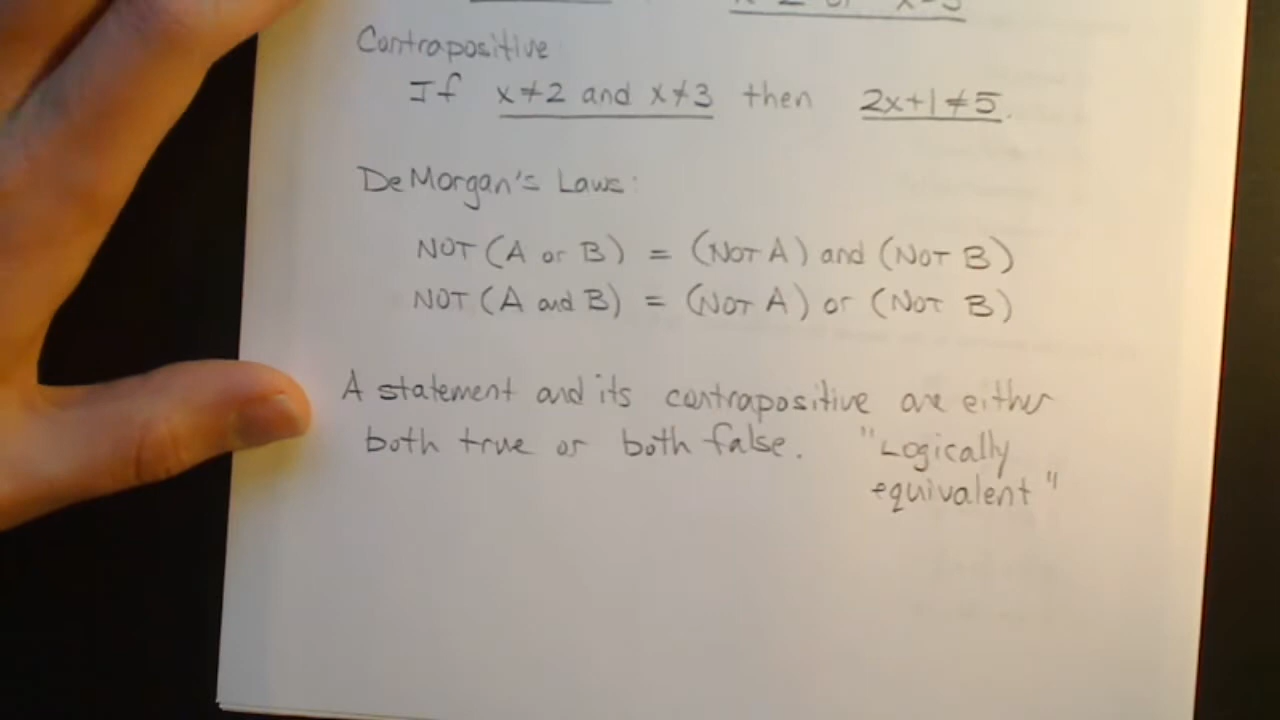 Contrapositive
If x≠2 and x≠3 then 2x+1≠5.
DeMorgan's Laws:
NOT (A or B) = (NOT A) and (NOT B)
NOT (A and B) = (NOT A) or (NOT B)
A statement and its contrapositive are either
both true or both false. "Logically
equivalent"